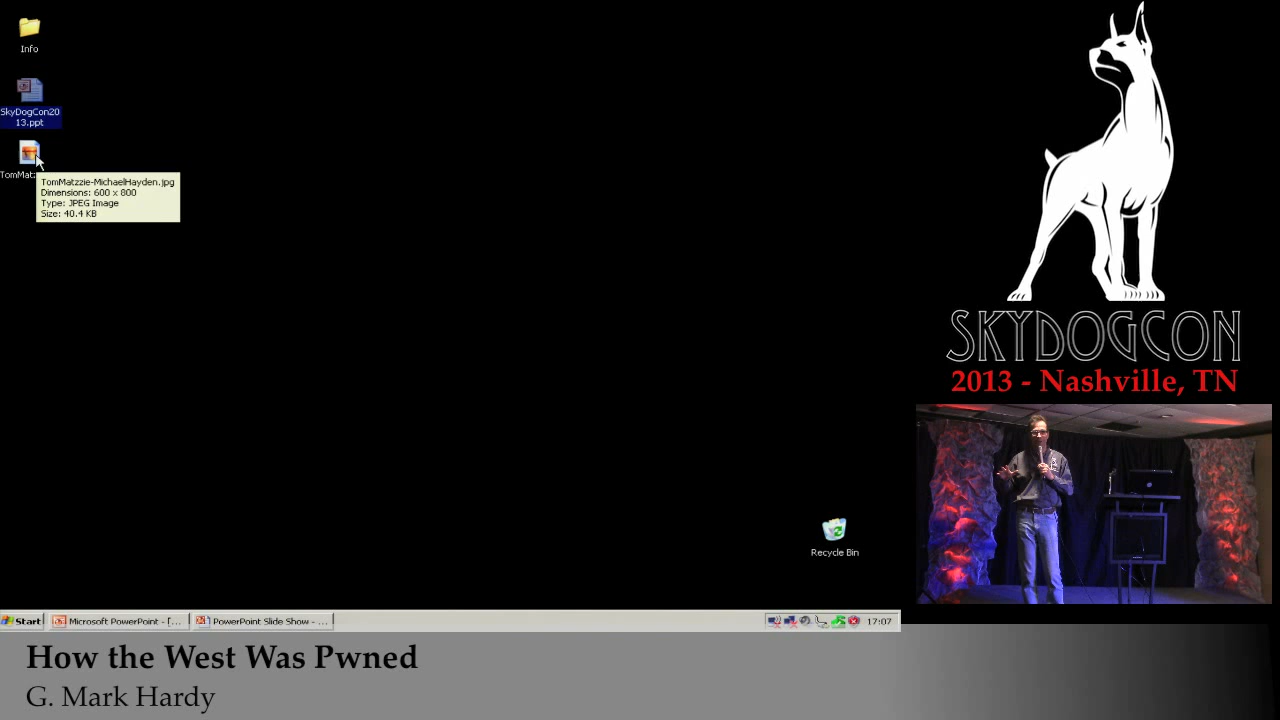 Info
SkyDogCon20
13.ppt
TomMat
TomMatzzie-MichaelHayden.jpg
Dimensions: 600 x 800
Type: JPEG Image
Size: 40.4 KB
Recycle Bin
Start
Microsoft PowerPoint - [...
PowerPoint Slide Show - ...
17:07
SKYDOGCON
2013 - Nashville, TN
How the West Was Pwned
G. Mark Hardy